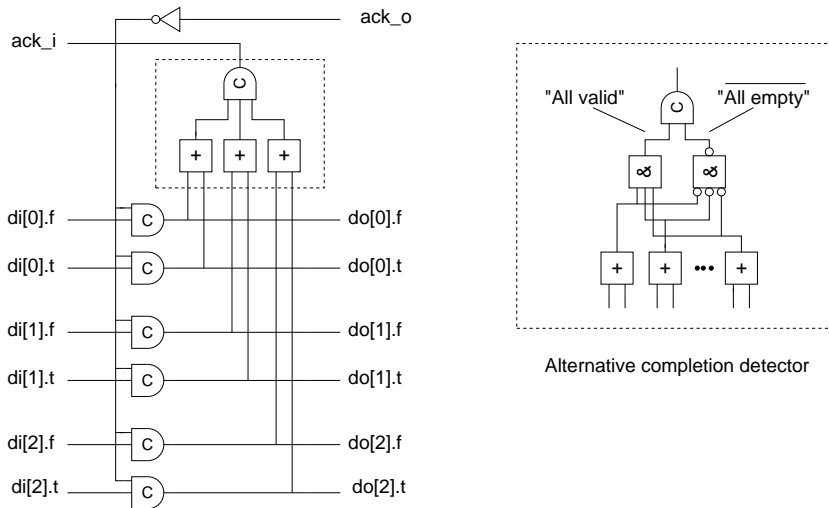 ack_o
ack_i
C
+ + +
di[0].f C do[0].f
di[0].t C do[0].t
di[1].f C do[1].f
di[1].t C do[1].t
di[2].f C do[2].f
di[2].t C do[2].t
"All valid" "All empty"
C
& &
+ + ••• +
Alternative completion detector